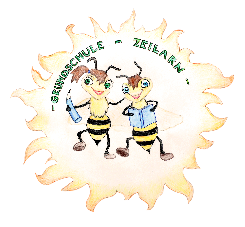 - GRUNDSCHULE - ZEILARN -